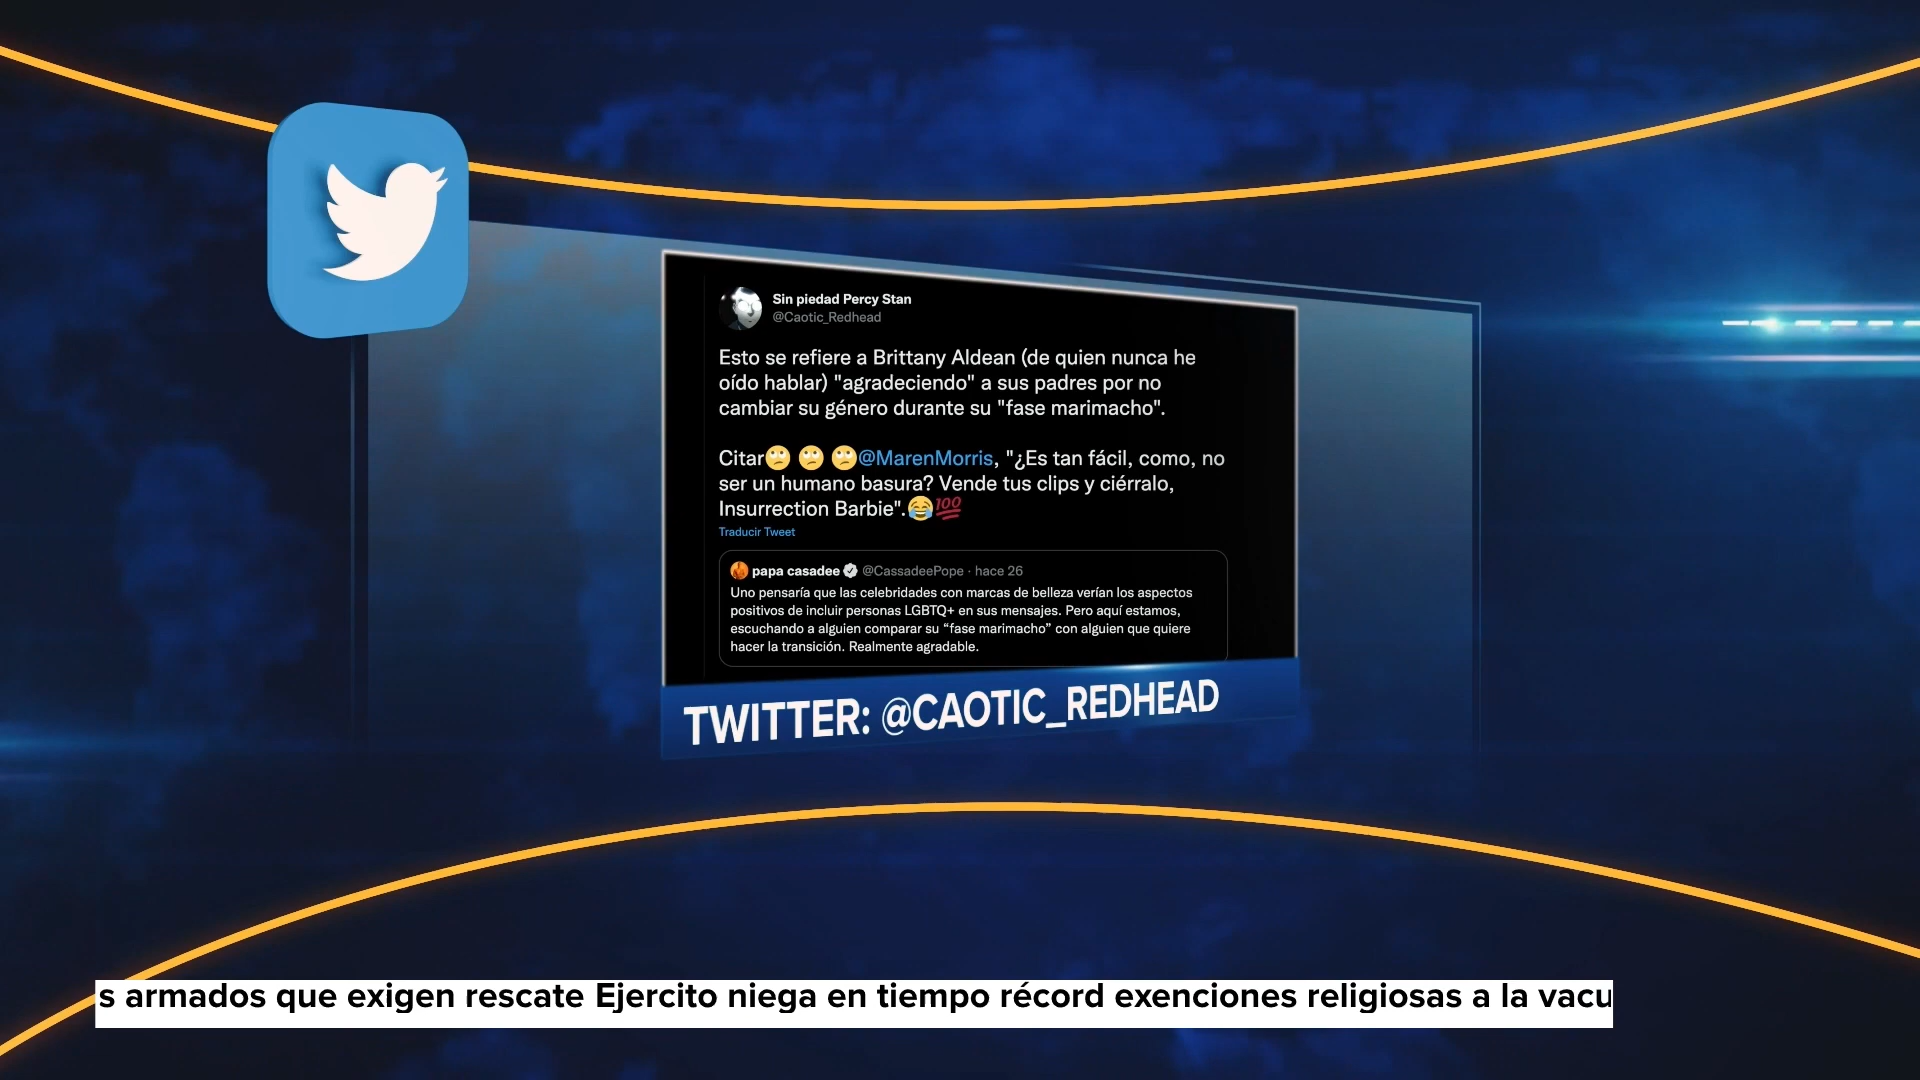 Sin piedad Percy Stan
@Caotic_Redhead
Esto se refiere a Brittany Aldean (de quien nunca he
oído hablar) "agradeciendo" a sus padres por no
cambiar su género durante su "fase marimacho".
Citar🙄 🙄 🙄@MarenMorris, "¿Es tan fácil, como, no
ser un humano basura? Vende tus clips y ciérralo,
Insurrection Barbie".😂💯
Traducir Tweet
papa casadee @CassadeePope · hace 26
Uno pensaría que las celebridades con marcas de belleza verían los aspectos
positivos de incluir personas LGBTQ+ en sus mensajes. Pero aquí estamos,
escuchando a alguien comparar su “fase marimacho” con alguien que quiere
hacer la transición. Realmente agradable.
TWITTER: @CAOTIC_REDHEAD
s armados que exigen rescate Ejercito niega en tiempo récord exenciones religiosas a la vacu